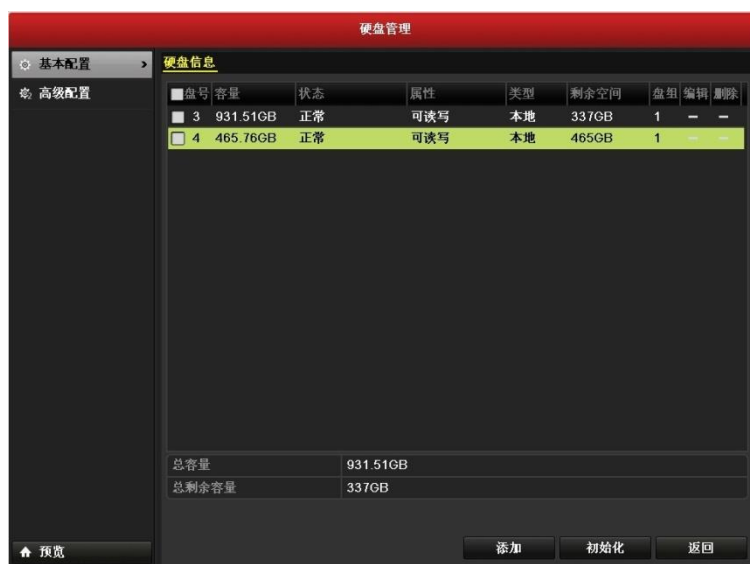 硬盘管理
基本配置 >
高级配置
硬盘信息
盘号 容量 状态 属性 类型 剩余空间 盘组 编辑 删除
3 931.51GB 正常 可读写 本地 337GB 1 – –
4 465.76GB 正常 可读写 本地 465GB 1 – –
总容量 931.51GB
总剩余容量 337GB
预览 添加 初始化 返回